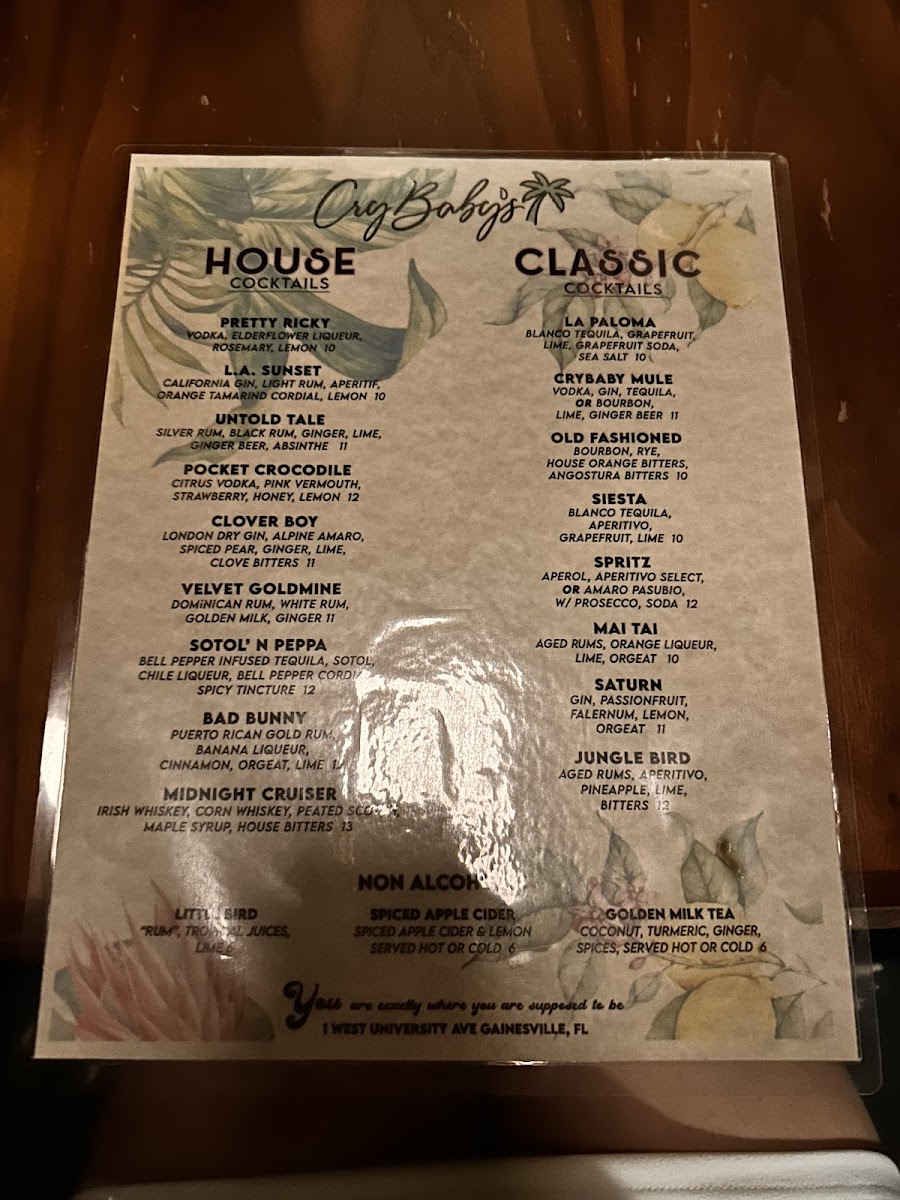 CryBaby's
HOUSE
COCKTAILS
PRETTY RICKY
VODKA, ELDERFLOWER LIQUEUR,
ROSEMARY, LEMON 10
L.A. SUNSET
CALIFORNIA GIN, LIGHT RUM, APERITIF,
ORANGE TAMARIND CORDIAL, LEMON 10
UNTOLD TALE
SILVER RUM, BLACK RUM, GINGER, LIME,
GINGER BEER, ABSINTHE 11
POCKET CROCODILE
CITRUS VODKA, PINK VERMOUTH,
STRAWBERRY, HONEY, LEMON 12
CLOVER BOY
LONDON DRY GIN, ALPINE AMARO,
SPICED PEAR, GINGER, LIME,
CLOVE BITTERS 11
VELVET GOLDMINE
DOMINICAN RUM, WHITE RUM,
GOLDEN MILK, GINGER 11
SOTOL' N PEPPA
BELL PEPPER INFUSED TEQUILA, SOTOL,
CHILE LIQUEUR, BELL PEPPER
SPICY TINCTURE 12
BAD BUNNY
PUERTO RICAN GOLD RUM,
BANANA LIQUEUR,
CINNAMON, ORGEAT, LIME
MIDNIGHT CRUISER
IRISH WHISKEY, CORN WHISKEY, PEATED
MAPLE SYRUP, HOUSE BITTERS 13
CLASSIC
COCKTAILS
LA PALOMA
BLANCO TEQUILA, GRAPEFRUIT,
LIME, GRAPEFRUIT SODA,
SEA SALT 10
CRYBABY MULE
VODKA, GIN, TEQUILA,
OR BOURBON,
LIME, GINGER BEER 11
OLD FASHIONED
BOURBON, RYE,
HOUSE ORANGE BITTERS,
ANGOSTURA BITTERS 10
SIESTA
BLANCO TEQUILA,
APERITIVO,
GRAPEFRUIT, LIME 10
SPRITZ
APEROL, APERITIVO SELECT,
OR AMARO PASUBIO,
W/ PROSECCO, SODA 12
MAI TAI
AGED RUMS, ORANGE LIQUEUR,
LIME, ORGEAT 10
SATURN
GIN, PASSIONFRUIT,
FALERNUM, LEMON,
ORGEAT 11
JUNGLE BIRD
AGED RUMS, APERITIVO,
PINEAPPLE, LIME,
BITTERS 12
NON
LITTLE BIRD
"RUM", TROPICAL JUICES,
LIME 6
SPICED APPLE CIDER
SPICED APPLE CIDER & LEMON
SERVED HOT OR COLD 6
GOLDEN MILK TEA
COCONUT, TURMERIC, GINGER,
SPICES, SERVED HOT OR COLD 6
You are exactly where you are supposed to be
1 WEST UNIVERSITY AVE GAINESVILLE, FL